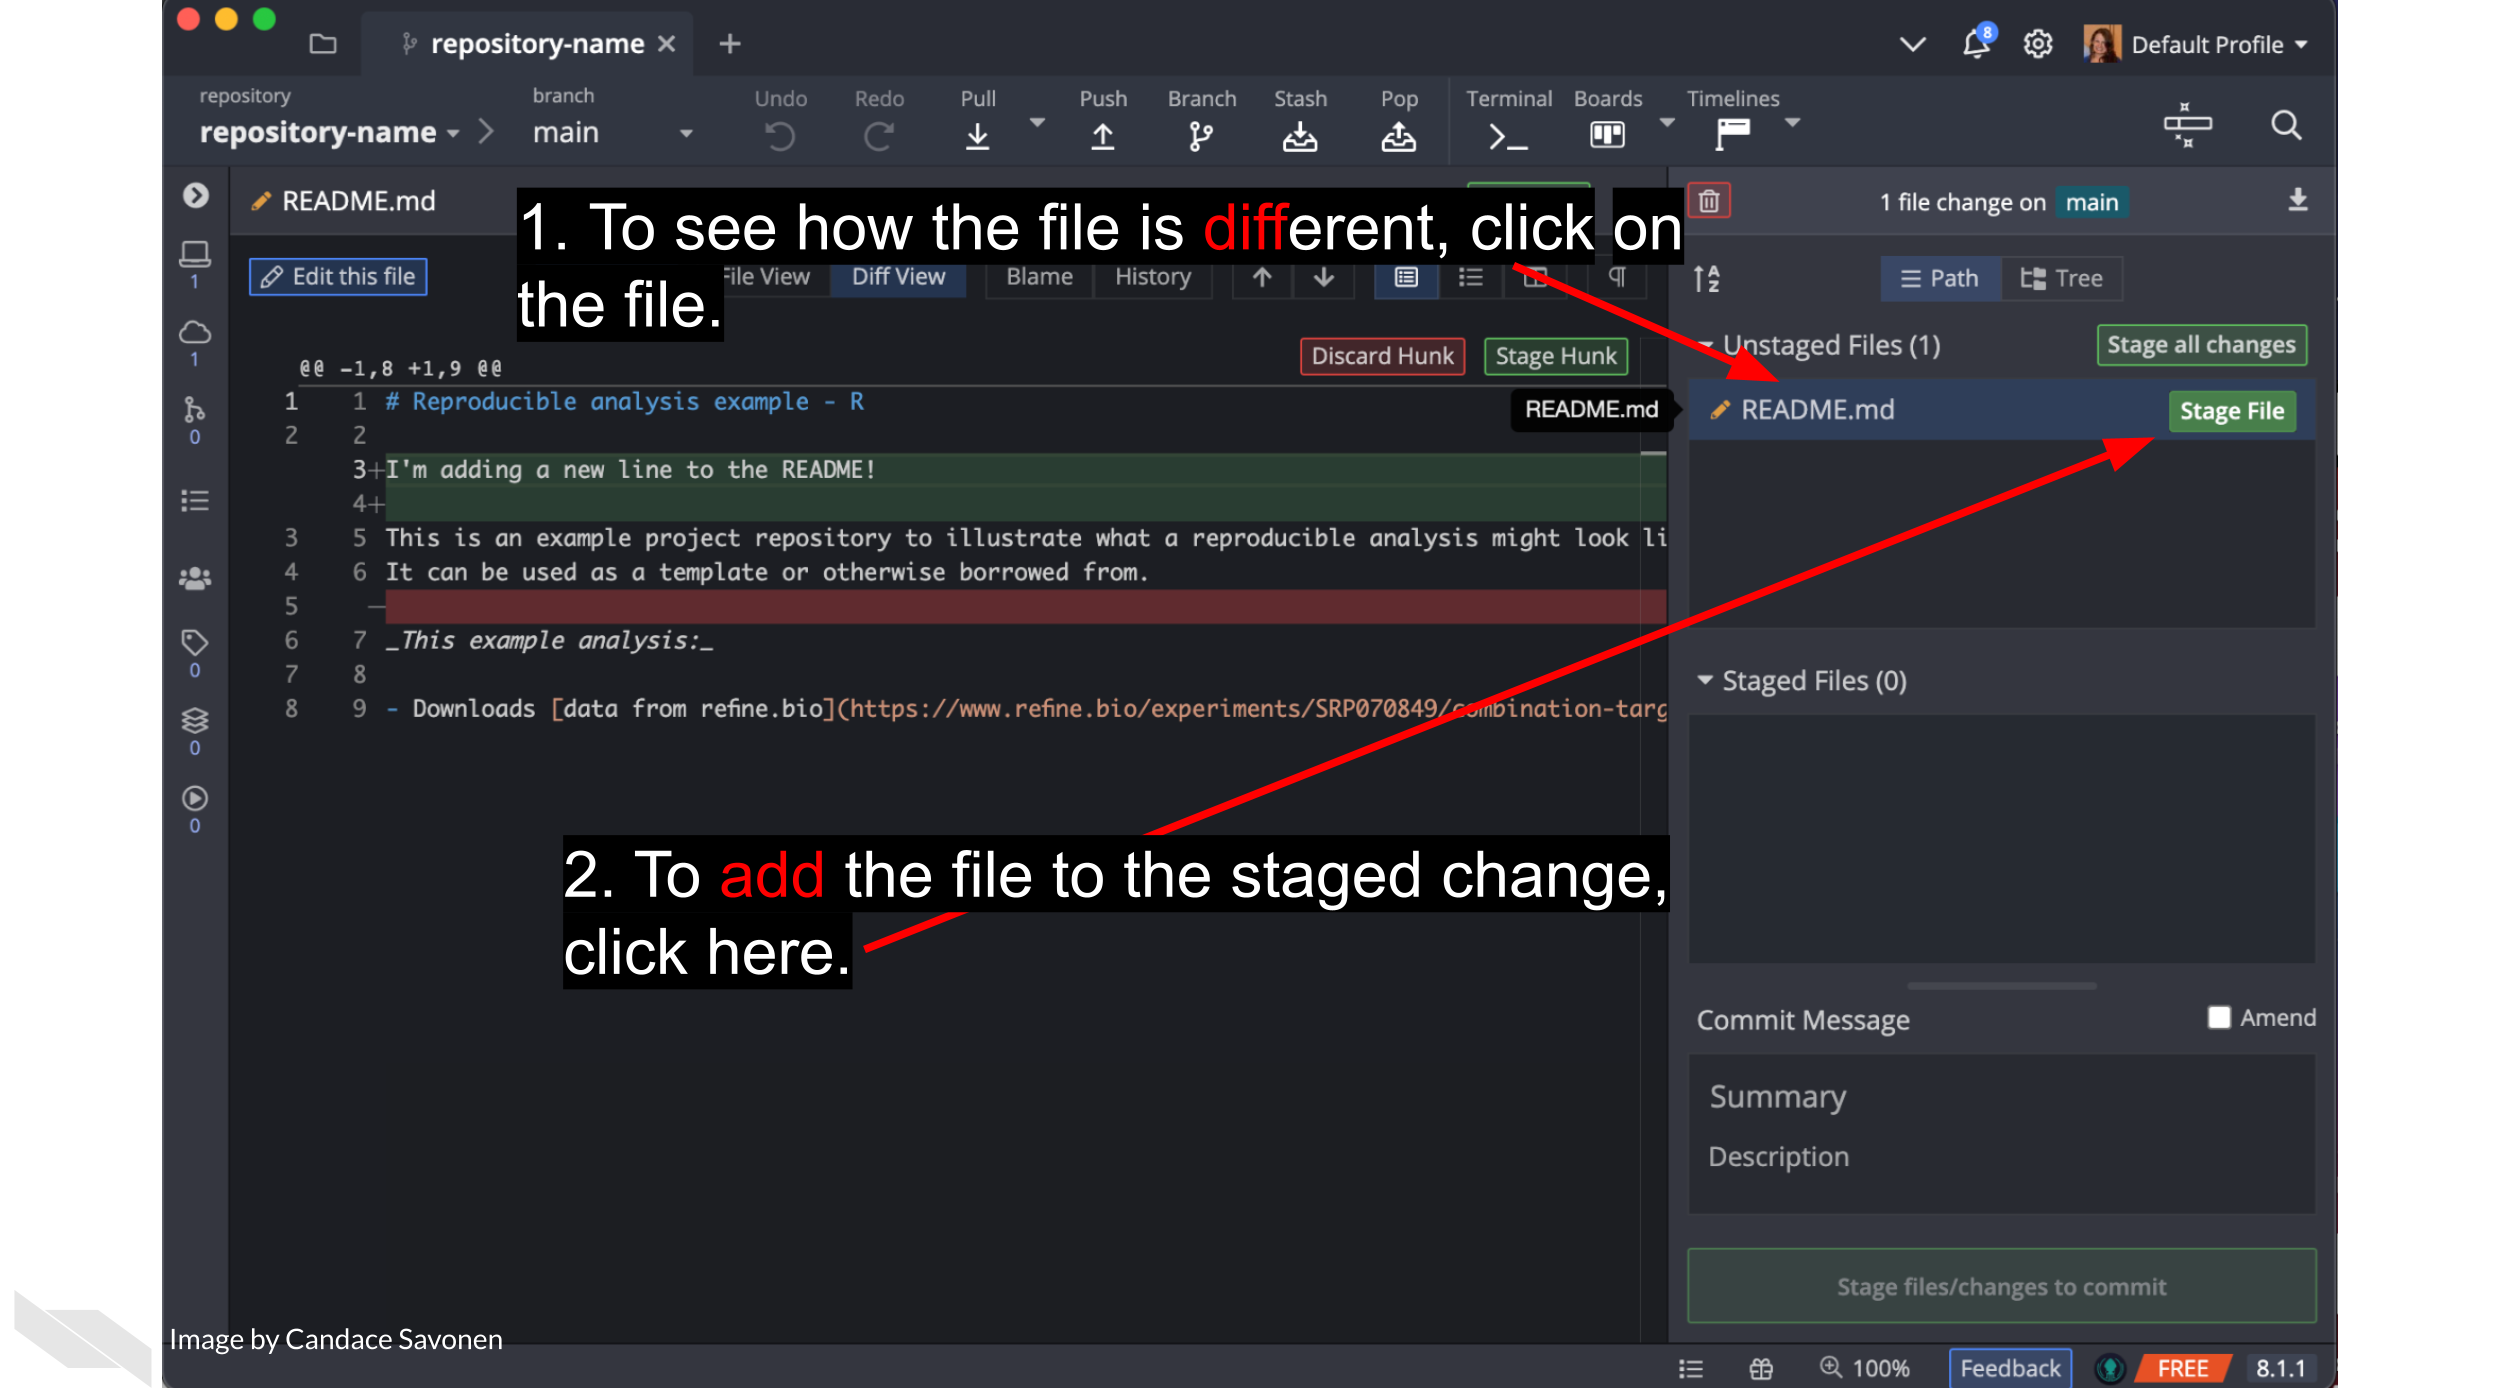 repository-name
8
Default Profile
repository
repository-name
branch
main
Undo
Redo
Pull
Push
Branch
Stash
Pop
Terminal
Boards
Timelines
README.md
1. To see how the file is different, click on
the file.
1 file change on main
Edit this file
File View
Diff View
Blame
History
Path
Tree
1
1
0
0
0
0
@@ -1,8 +1,9 @@
Discard Hunk
Stage Hunk
1 1 # Reproducible analysis example - R
2 2
3+I'm adding a new line to the README!
4+
3 5 This is an example project repository to illustrate what a reproducible analysis might look li
4 6 It can be used as a template or otherwise borrowed from.
5 -
6 7 _This example analysis:_
7 8
8 9 - Downloads [data from refine.bio](https://www.refine.bio/experiments/SRP070849/combination-targ
Unstaged Files (1)
Stage all changes
README.md
README.md
Stage File
Staged Files (0)
2. To add the file to the staged change,
click here.
Commit Message
Amend
Summary
Description
Stage files/changes to commit
Image by Candace Savonen
100%
Feedback
FREE
8.1.1